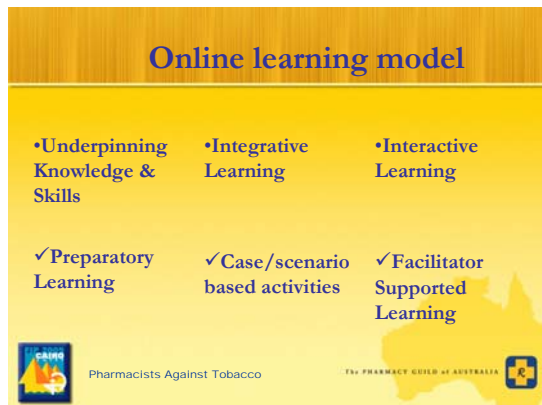 Online learning model
•Underpinning
Knowledge &
Skills
•Integrative
Learning
•Interactive
Learning
✓Preparatory
Learning
✓Case/scenario
based activities
✓Facilitator
Supported
Learning
CAIRO
Pharmacists Against Tobacco
The PHARMACY GUILD of AUSTRALIA